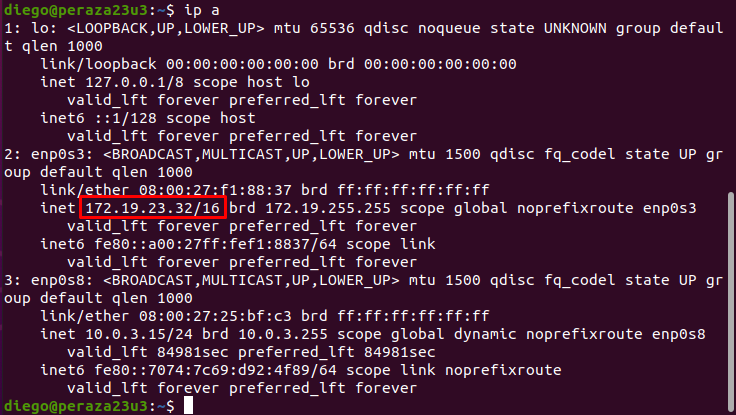 diego@peraza23u3:~$ ip a
1: lo: <LOOPBACK,UP,LOWER_UP> mtu 65536 qdisc noqueue state UNKNOWN group defaul
t qlen 1000
    link/loopback 00:00:00:00:00:00 brd 00:00:00:00:00:00
    inet 127.0.0.1/8 scope host lo
       valid_lft forever preferred_lft forever
    inet6 ::1/128 scope host
       valid_lft forever preferred_lft forever
2: enp0s3: <BROADCAST,MULTICAST,UP,LOWER_UP> mtu 1500 qdisc fq_codel state UP gr
oup default qlen 1000
    link/ether 08:00:27:f1:88:37 brd ff:ff:ff:ff:ff:ff
    inet 172.19.23.32/16 brd 172.19.255.255 scope global noprefixroute enp0s3
       valid_lft forever preferred_lft forever
    inet6 fe80::a00:27ff:fef1:8837/64 scope link
       valid_lft forever preferred_lft forever
3: enp0s8: <BROADCAST,MULTICAST,UP,LOWER_UP> mtu 1500 qdisc fq_codel state UP gr
oup default qlen 1000
    link/ether 08:00:27:25:bf:c3 brd ff:ff:ff:ff:ff:ff
    inet 10.0.3.15/24 brd 10.0.3.255 scope global dynamic noprefixroute enp0s8
       valid_lft 84981sec preferred_lft 84981sec
    inet6 fe80::7074:7c69:d92:4f89/64 scope link noprefixroute
       valid_lft forever preferred_lft forever
diego@peraza23u3:~$